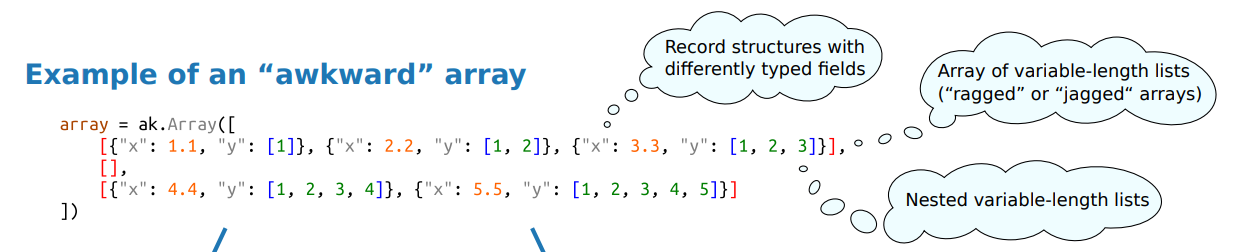 Example of an “awkward” array
Record structures with
differently typed fields
Array of variable-length lists
(“ragged” or “jagged“ arrays)
array = ak.Array([
[{"x": 1.1, "y": [1]}, {"x": 2.2, "y": [1, 2]}, {"x": 3.3, "y": [1, 2, 3]}],
[],
[{"x": 4.4, "y": [1, 2, 3, 4]}, {"x": 5.5, "y": [1, 2, 3, 4, 5]}]
])
Nested variable-length lists